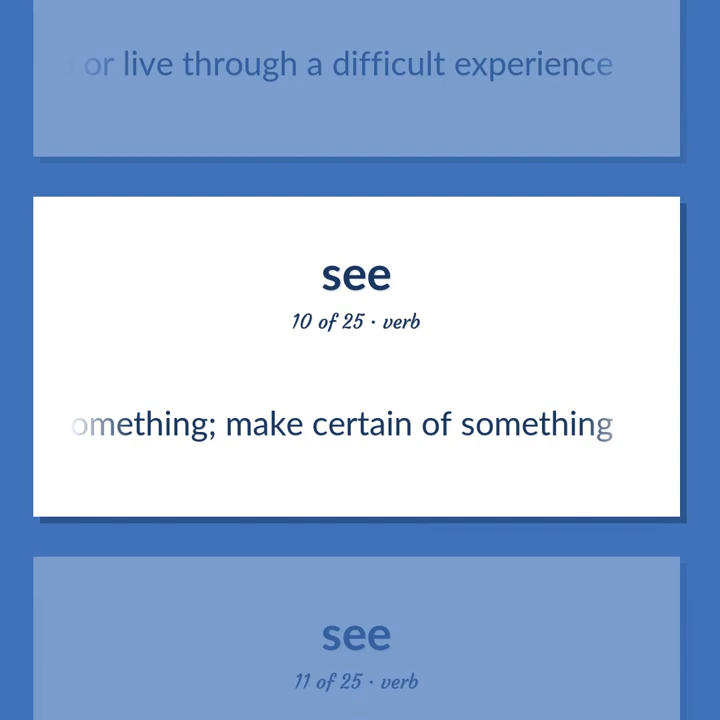 or live through a difficult experience
see
10 of 25 · verb
omething; make certain of something
see
11 of 25 · verb